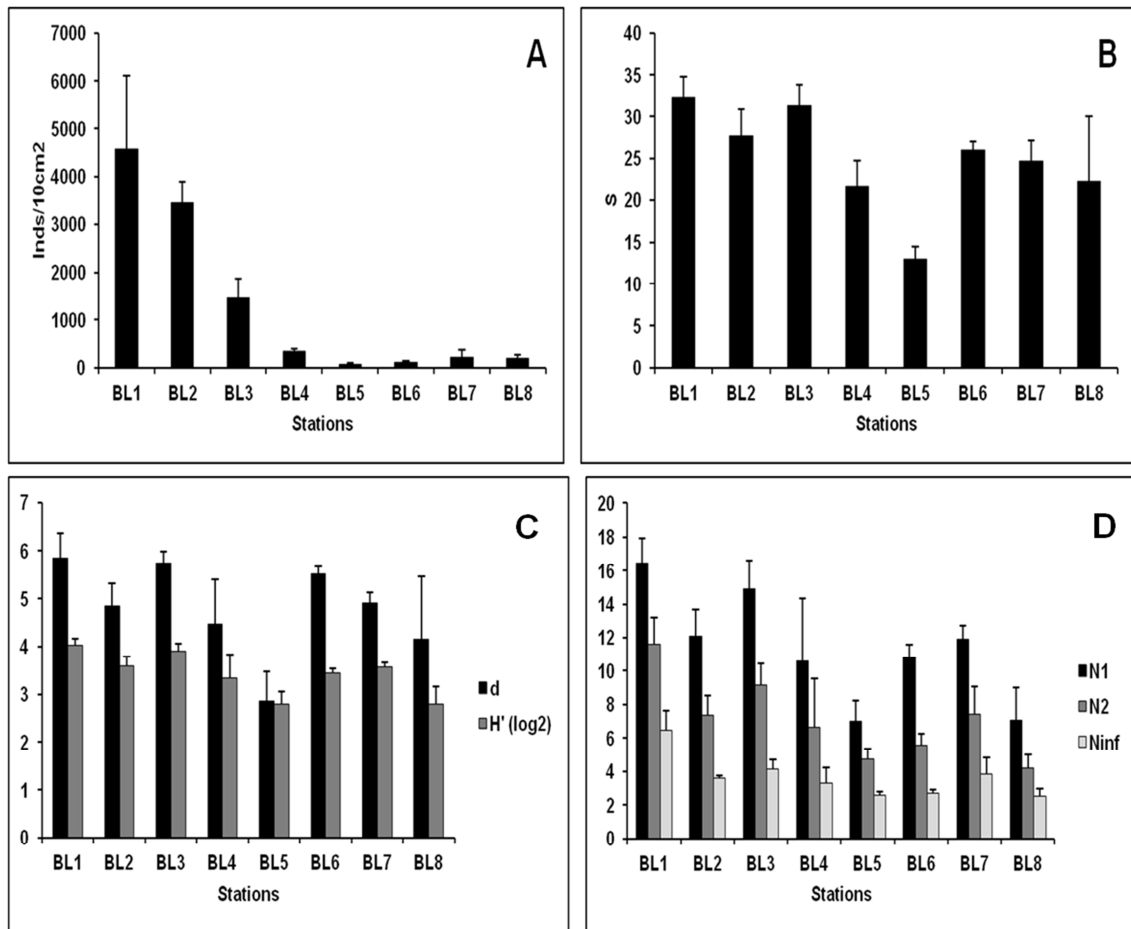 A
7000
6000
5000
4000
3000
2000
1000
0
Inds/10cm2
BL1 BL2 BL3 BL4 BL5 BL6 BL7 BL8
Stations
B
40
35
30
25
20
15
10
5
0
S
BL1 BL2 BL3 BL4 BL5 BL6 BL7 BL8
Stations
C
7
6
5
4
3
2
1
0
d
H' (log2)
BL1 BL2 BL3 BL4 BL5 BL6 BL7 BL8
Stations
D
20
18
16
14
12
10
8
6
4
2
0
N1
N2
Ninf
BL1 BL2 BL3 BL4 BL5 BL6 BL7 BL8
Stations